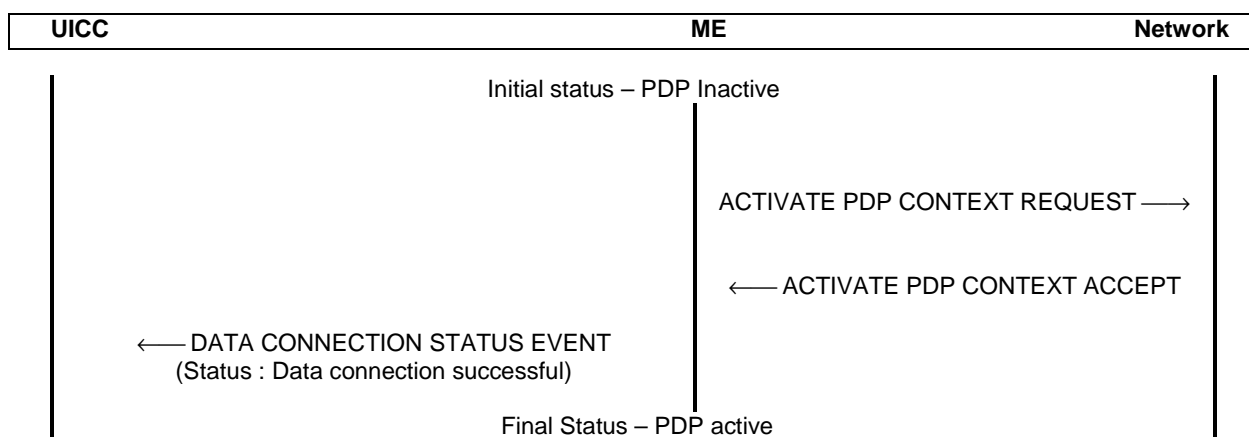 UICC ME Network
Initial status – PDP Inactive
ACTIVATE PDP CONTEXT REQUEST ⟶
⟵ ACTIVATE PDP CONTEXT ACCEPT
⟵ DATA CONNECTION STATUS EVENT
(Status : Data connection successful)
Final Status – PDP active